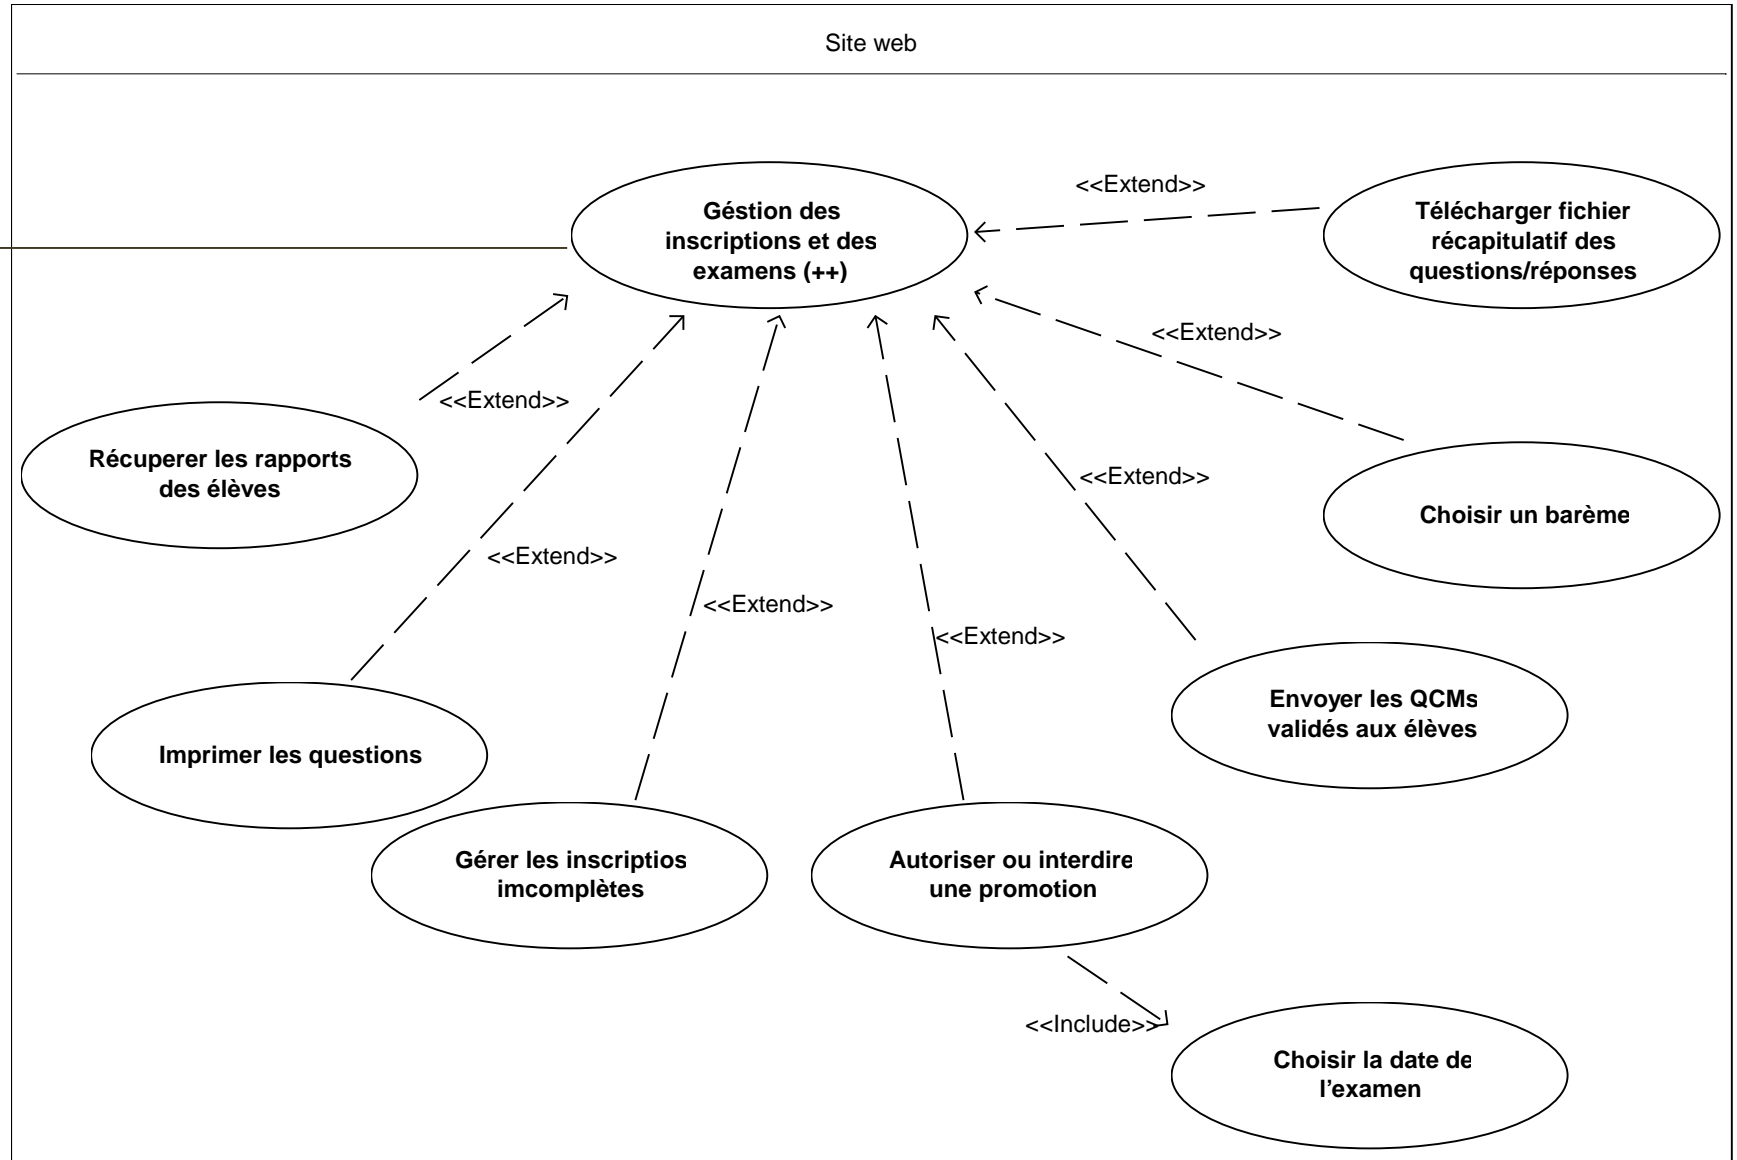 Site web
Géstion des
inscriptions et des
examens (++)
<<Extend>>
Télécharger fichier
récapitulatif des
questions/réponses
<<Extend>>
<<Extend>>
Récuperer les rapports
des élèves
<<Extend>>
Choisir un barème
<<Extend>>
<<Extend>>
<<Extend>>
Envoyer les QCMs
validés aux élèves
Imprimer les questions
Gérer les inscriptios
imcomplètes
Autoriser ou interdire
une promotion
<<Include>>
Choisir la date de
l'examen